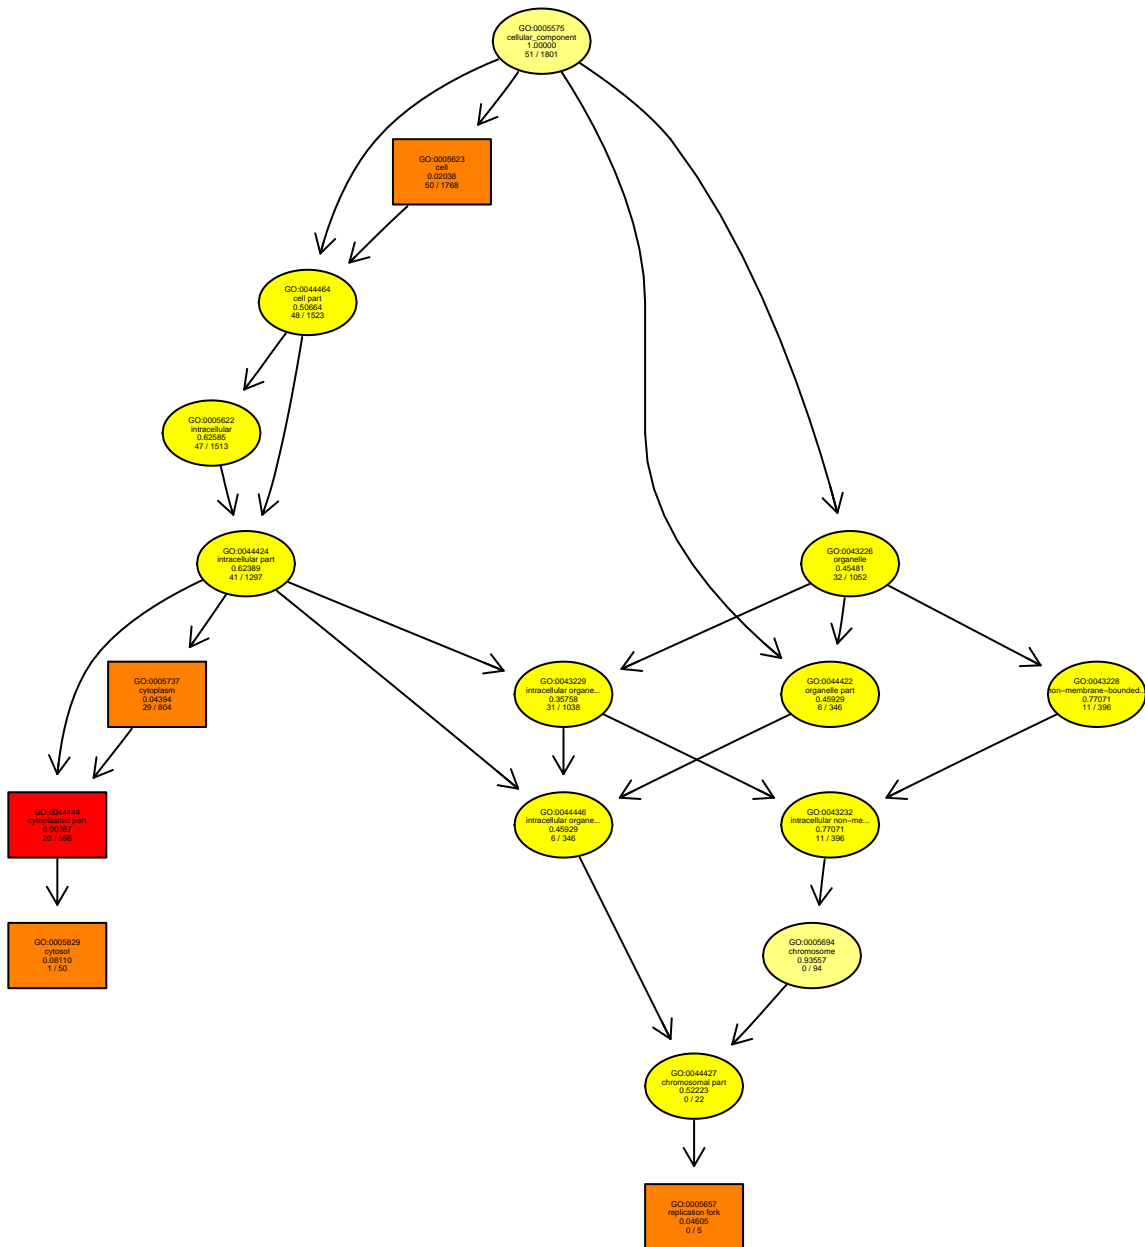 GO:0005575
cellular_component
1.00000
51 / 1801
GO:0005623
cell
0.02038
50 / 1768
GO:0044464
cell part
0.50664
48 / 1523
GO:0005622
intracellular
0.62585
47 / 1513
GO:0044424
intracellular part
0.62389
41 / 1297
GO:0043226
organelle
0.45481
32 / 1052
GO:0005737
cytoplasm
0.04394
29 / 804
GO:0043229
intracellular organe...
0.35758
31 / 1038
GO:0044422
organelle part
0.45929
6 / 346
GO:0043228
non−membrane−bounded...
0.77071
11 / 396
GO:0044444
cytoplasmic part
0.00287
20 / 566
GO:0044446
intracellular organe...
0.45929
6 / 346
GO:0043232
intracellular non−me...
0.77071
11 / 396
GO:0005829
cytosol
0.08110
1 / 50
GO:0005694
chromosome
0.93557
0 / 94
GO:0044427
chromosomal part
0.52223
0 / 22
GO:0005657
replication fork
0.04605
0 / 5